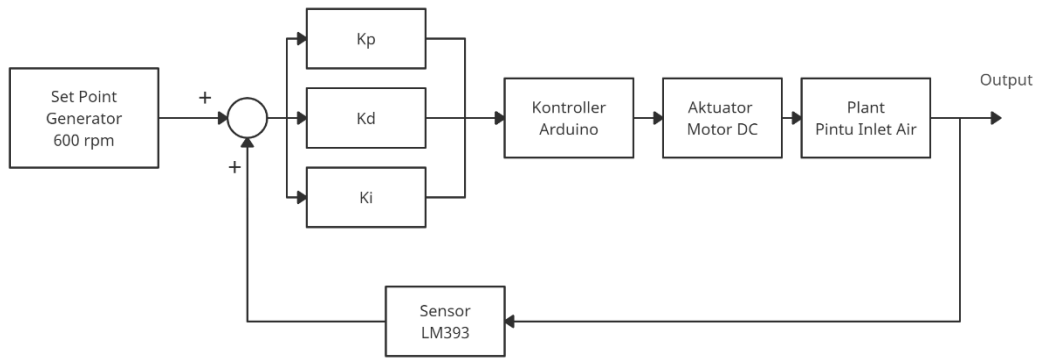 Set Point
Generator
600 rpm
+
+
Kp
Kd
Ki
Kontroller
Arduino
Aktuator
Motor DC
Plant
Pintu Inlet Air
Output
Sensor
LM393